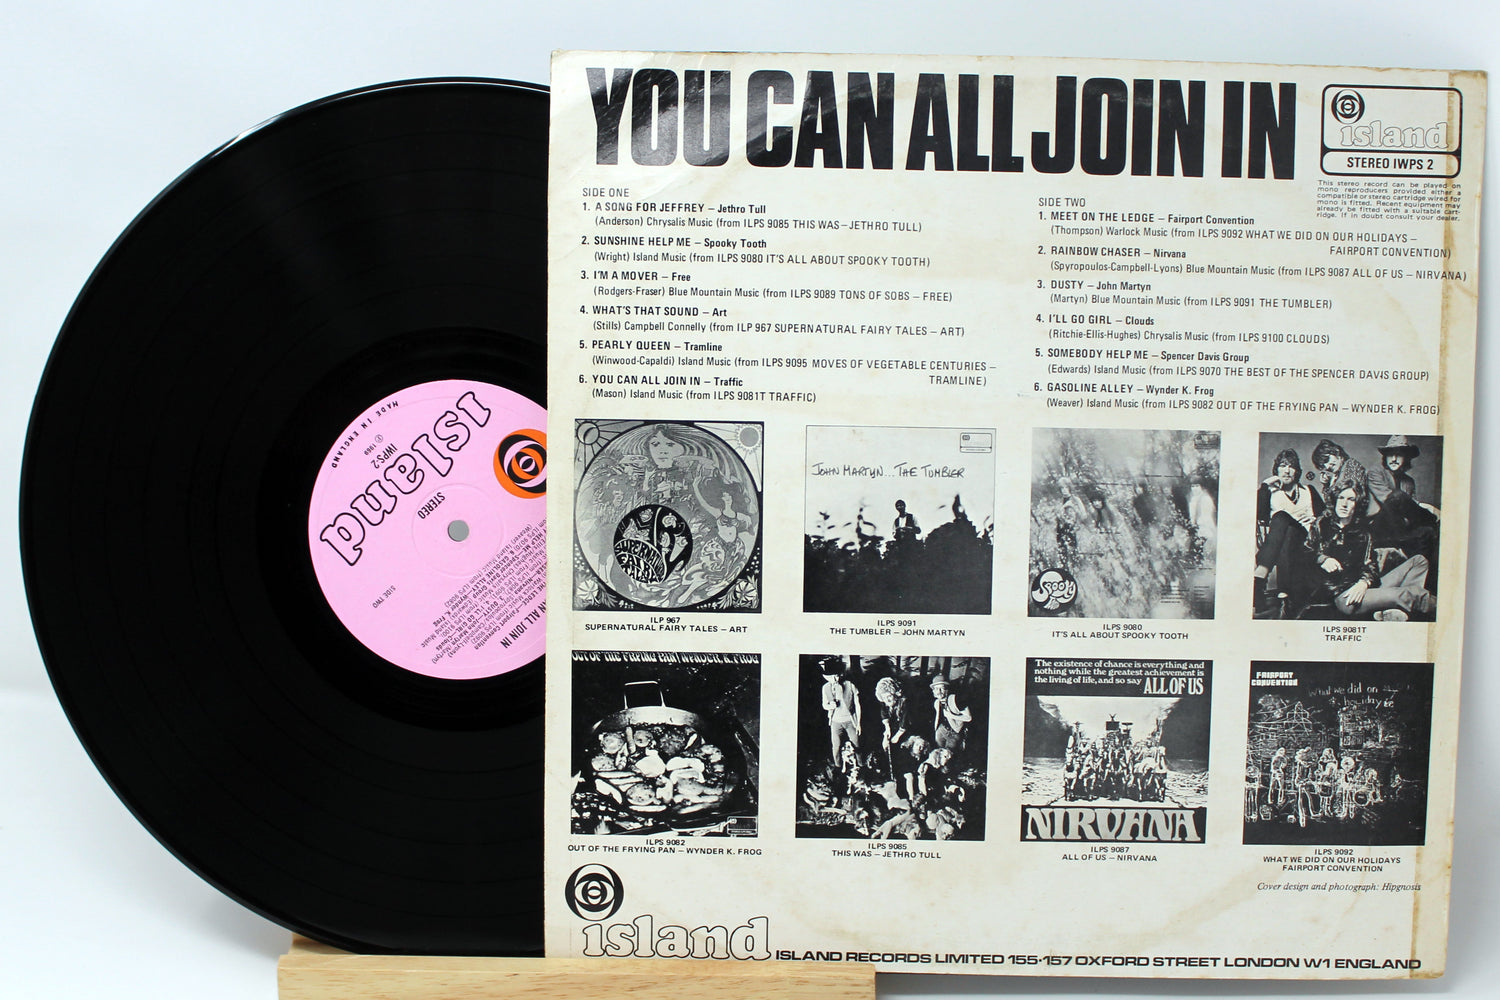 YOU CAN ALL JOIN IN
island
STEREO IWPS 2
This stereo record can be played on
mono reproducers provided either a
compatible or stereo cartridge wired for
mono is fitted. Recent equipment may
already be fitted with a suitable cart-
ridge. If in doubt consult your dealer.
SIDE ONE
1. A SONG FOR JEFFREY – Jethro Tull
(Anderson) Chrysalis Music (from ILPS 9085 THIS WAS–JETHRO TULL)
2. SUNSHINE HELP ME – Spooky Tooth
(Wright) Island Music (from ILPS 9080 IT'S ALL ABOUT SPOOKY TOOTH)
3. I'M A MOVER – Free
(Rodgers-Fraser) Blue Mountain Music (from ILPS 9089 TONS OF SOBS – FREE)
4. WHAT'S THAT SOUND – Art
(Stills) Campbell Connelly (from ILP 967 SUPERNATURAL FAIRY TALES – ART)
5. PEARLY QUEEN – Tramline
(Winwood-Capaldi) Island Music (from ILPS 9095 MOVES OF VEGETABLE CENTURIES –
TRAMLINE)
6. YOU CAN ALL JOIN IN – Traffic
(Mason) Island Music (from ILPS 9081T TRAFFIC)
SIDE TWO
1. MEET ON THE LEDGE – Fairport Convention
(Thompson) Warlock Music (from ILPS 9092 WHAT WE DID ON OUR HOLIDAYS –
FAIRPORT CONVENTION)
2. RAINBOW CHASER – Nirvana
(Spyropoulos-Campbell-Lyons) Blue Mountain Music (from ILPS 9087 ALL OF US – NIRVANA)
3. DUSTY – John Martyn
(Martyn) Blue Mountain Music (from ILPS 9091 THE TUMBLER)
4. I'LL GO GIRL – Clouds
(Ritchie-Ellis-Hughes) Chrysalis Music (from ILPS 9100 CLOUDS)
5. SOMEBODY HELP ME – Spencer Davis Group
(Edwards) Island Music (from ILPS 9070 THE BEST OF THE SPENCER DAVIS GROUP)
6. GASOLINE ALLEY – Wynder K. Frog
(Weaver) Island Music (from ILPS 9082 OUT OF THE FRYING PAN – WYNDER K. FROG)
JOHN MARTYN... THE TUMBLER
Spooky
ILP 967
SUPERNATURAL FAIRY TALES – ART
ILPS 9091
THE TUMBLER – JOHN MARTYN
ILPS 9080
IT'S ALL ABOUT SPOOKY TOOTH
ILPS 9081T
TRAFFIC
OUT OF THE FRYING PAN WYNDER K. FROG
The existence of chance is everything and
nothing while the greatest achievement is
the living of life, and so say ALL OF US
NIRVANA
FAIRPORT
CONVENTION
what we did on
ILPS 9082
OUT OF THE FRYING PAN – WYNDER K. FROG
ILPS 9085
THIS WAS – JETHRO TULL
ILPS 9087
ALL OF US – NIRVANA
ILPS 9092
WHAT WE DID ON OUR HOLIDAYS
FAIRPORT CONVENTION
Cover design and photograph: Hipgnosis
island
ISLAND RECORDS LIMITED 155·157 OXFORD STREET LONDON W1 ENGLAND
island
MADE IN ENGLAND
℗ 1969
IWPS-2
STEREO
SIDE TWO
ALL JOIN IN